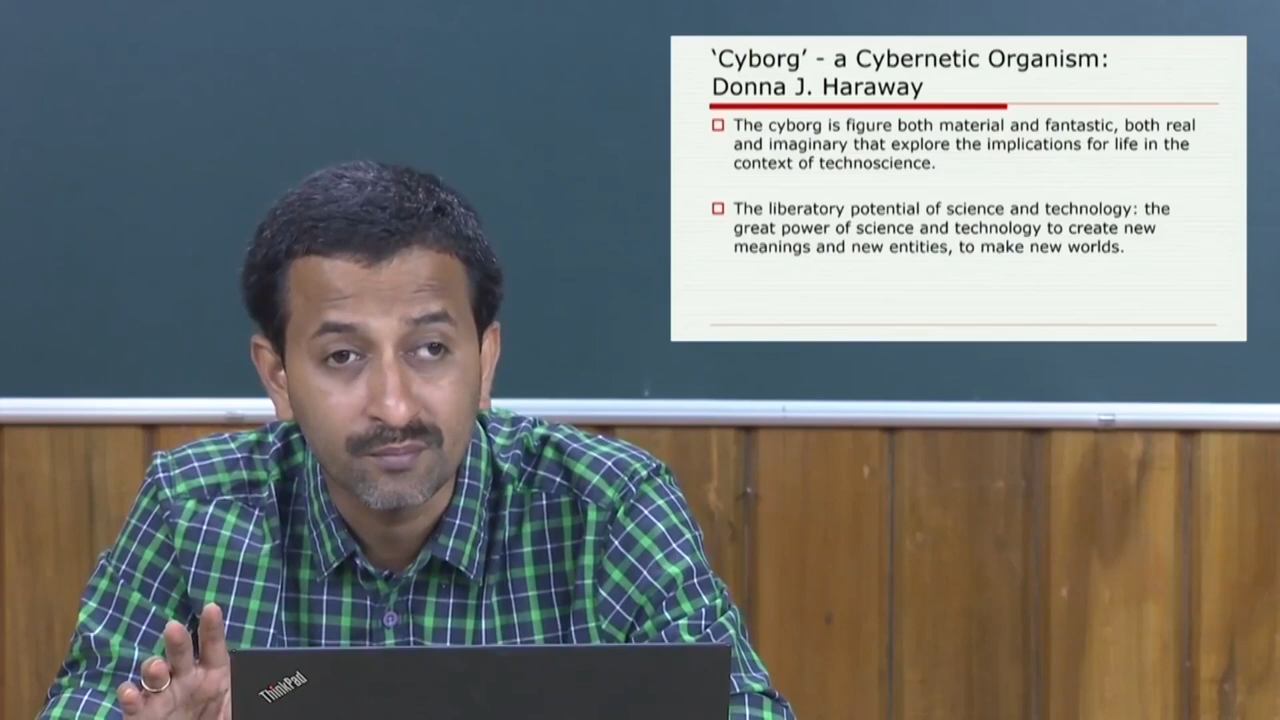 ‘Cyborg’ - a Cybernetic Organism:
Donna J. Haraway
The cyborg is figure both material and fantastic, both real
and imaginary that explore the implications for life in the
context of technoscience.
The liberatory potential of science and technology: the
great power of science and technology to create new
meanings and new entities, to make new worlds.
ThinkPad